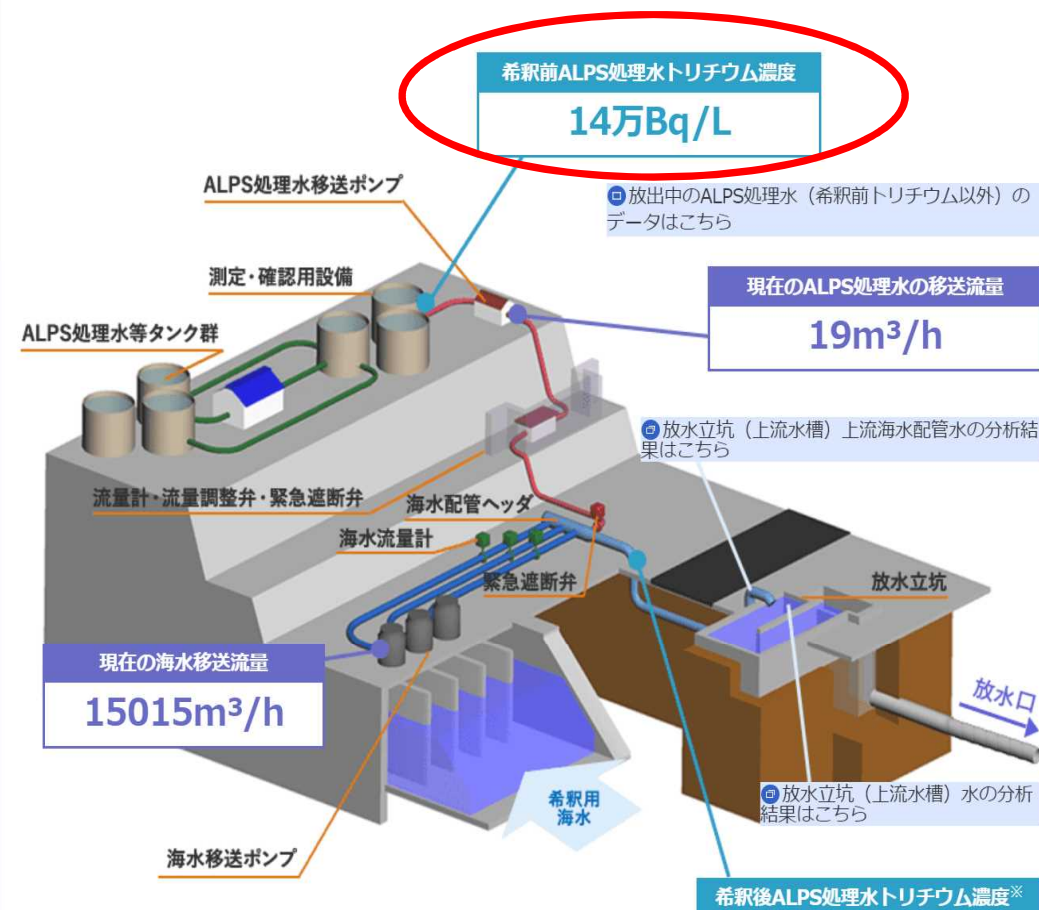 希釈前ALPS処理水トリチウム濃度
14万Bq/L
ALPS処理水移送ポンプ
放出中のALPS処理水（希釈前トリチウム以外）の
データはこちら
測定・確認用設備
現在のALPS処理水の移送流量
19m³/h
ALPS処理水等タンク群
放水立坑（上流水槽）上流海水配管水の分析結
果はこちら
流量計・流量調整弁・緊急遮断弁
海水配管ヘッダ
海水流量計
緊急遮断弁
放水立坑
現在の海水移送流量
15015m³/h
放水口
希釈用
海水
放水立坑（上流水槽）水の分析
結果はこちら
海水移送ポンプ
希釈後ALPS処理水トリチウム濃度※